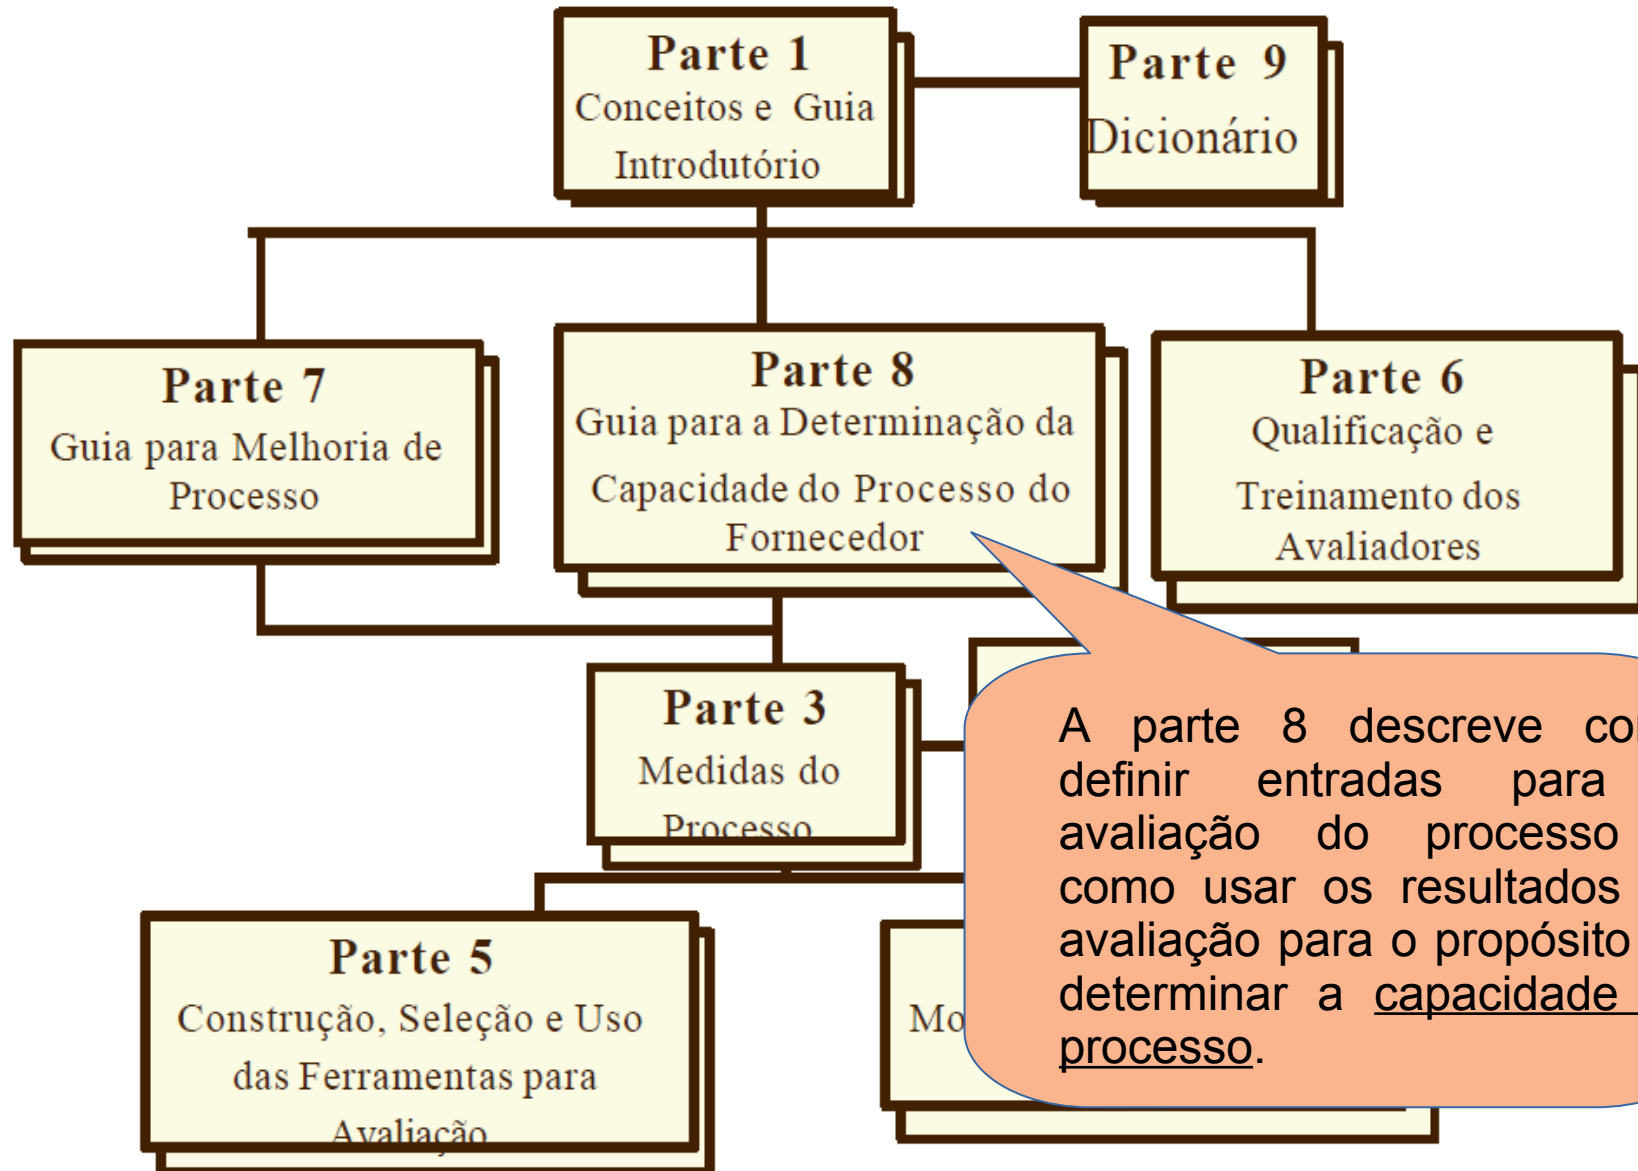 Parte 1
Conceitos e Guia
Introdutório
Parte 9
Dicionário
Parte 7
Guia para Melhoria de
Processo
Parte 8
Guia para a Determinação da
Capacidade do Processo do
Fornecedor
Parte 6
Qualificação e
Treinamento dos
Avaliadores
Parte 3
Medidas do
Processo
A parte 8 descreve
definir entradas para
avaliação do processo
como usar os resultados
avaliação para o propósito
determinar a capacidade
processo.
Parte 5
Construção, Seleção e Uso
das Ferramentas para
Avaliação